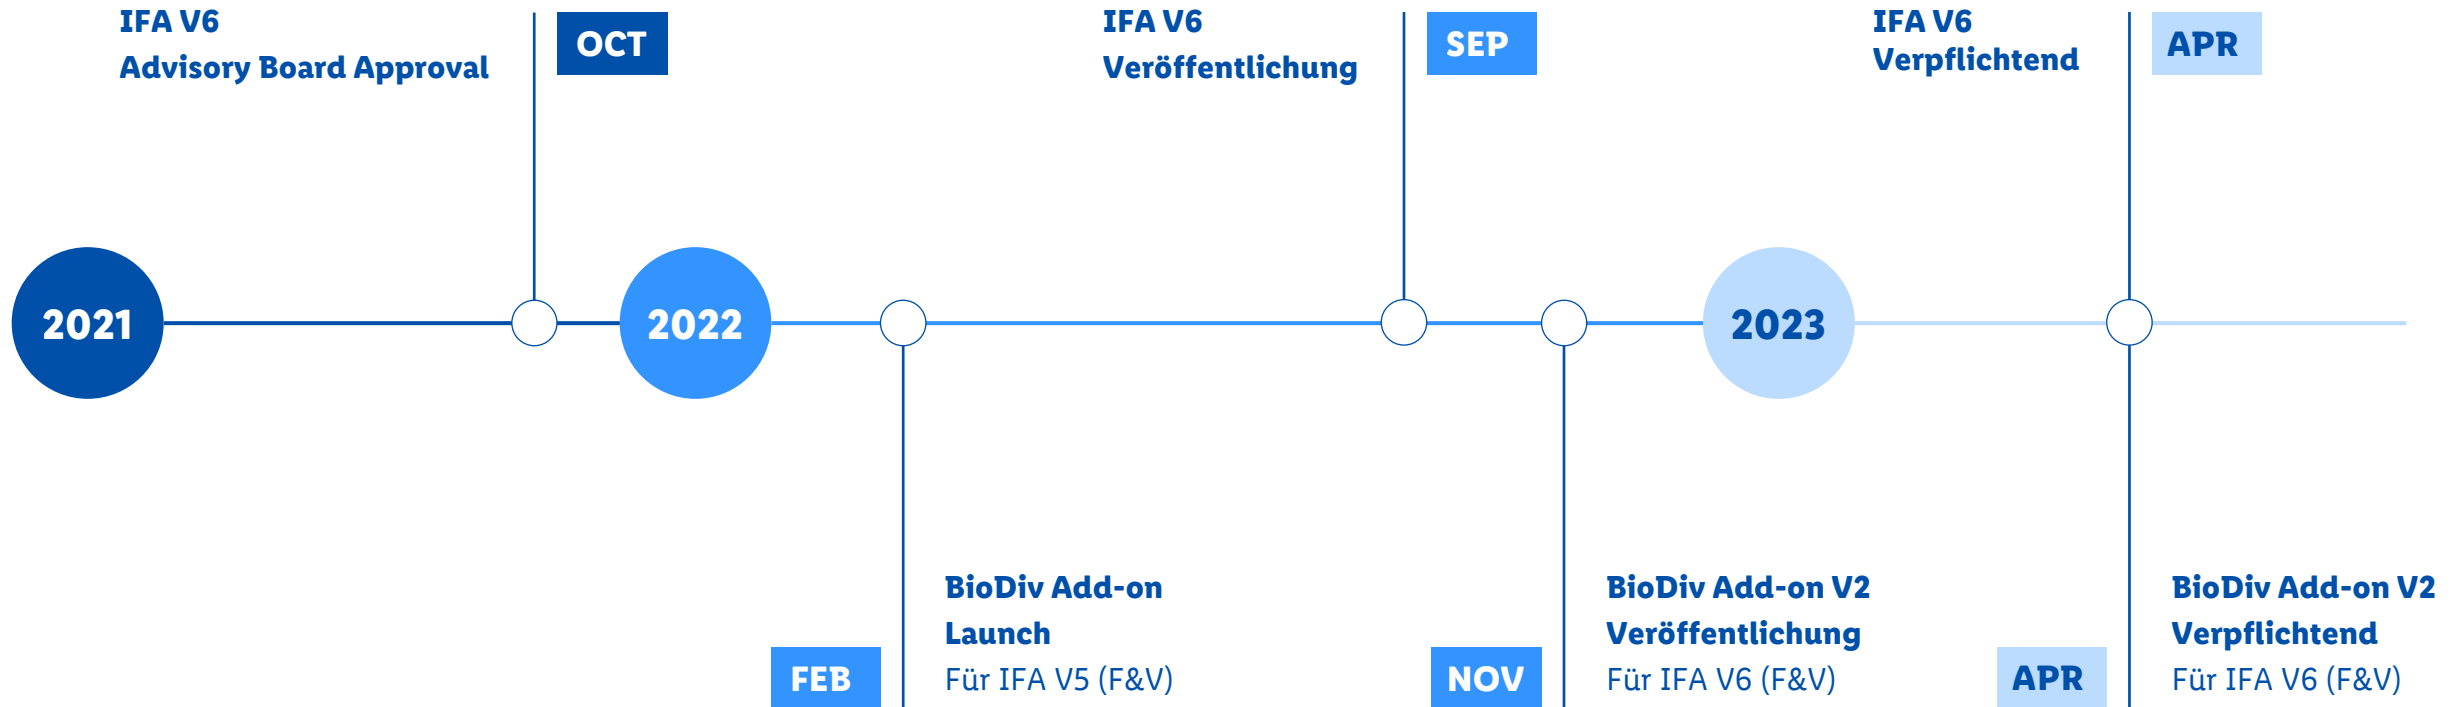 IFA V6
Advisory Board Approval
OCT
IFA V6
Veröffentlichung
SEP
IFA V6
Verpflichtend
APR
2021
2022
2023
BioDiv Add-on
Launch
Für IFA V5 (F&V)
FEB
BioDiv Add-on V2
Veröffentlichung
Für IFA V6 (F&V)
NOV
BioDiv Add-on V2
Verpflichtend
Für IFA V6 (F&V)
APR